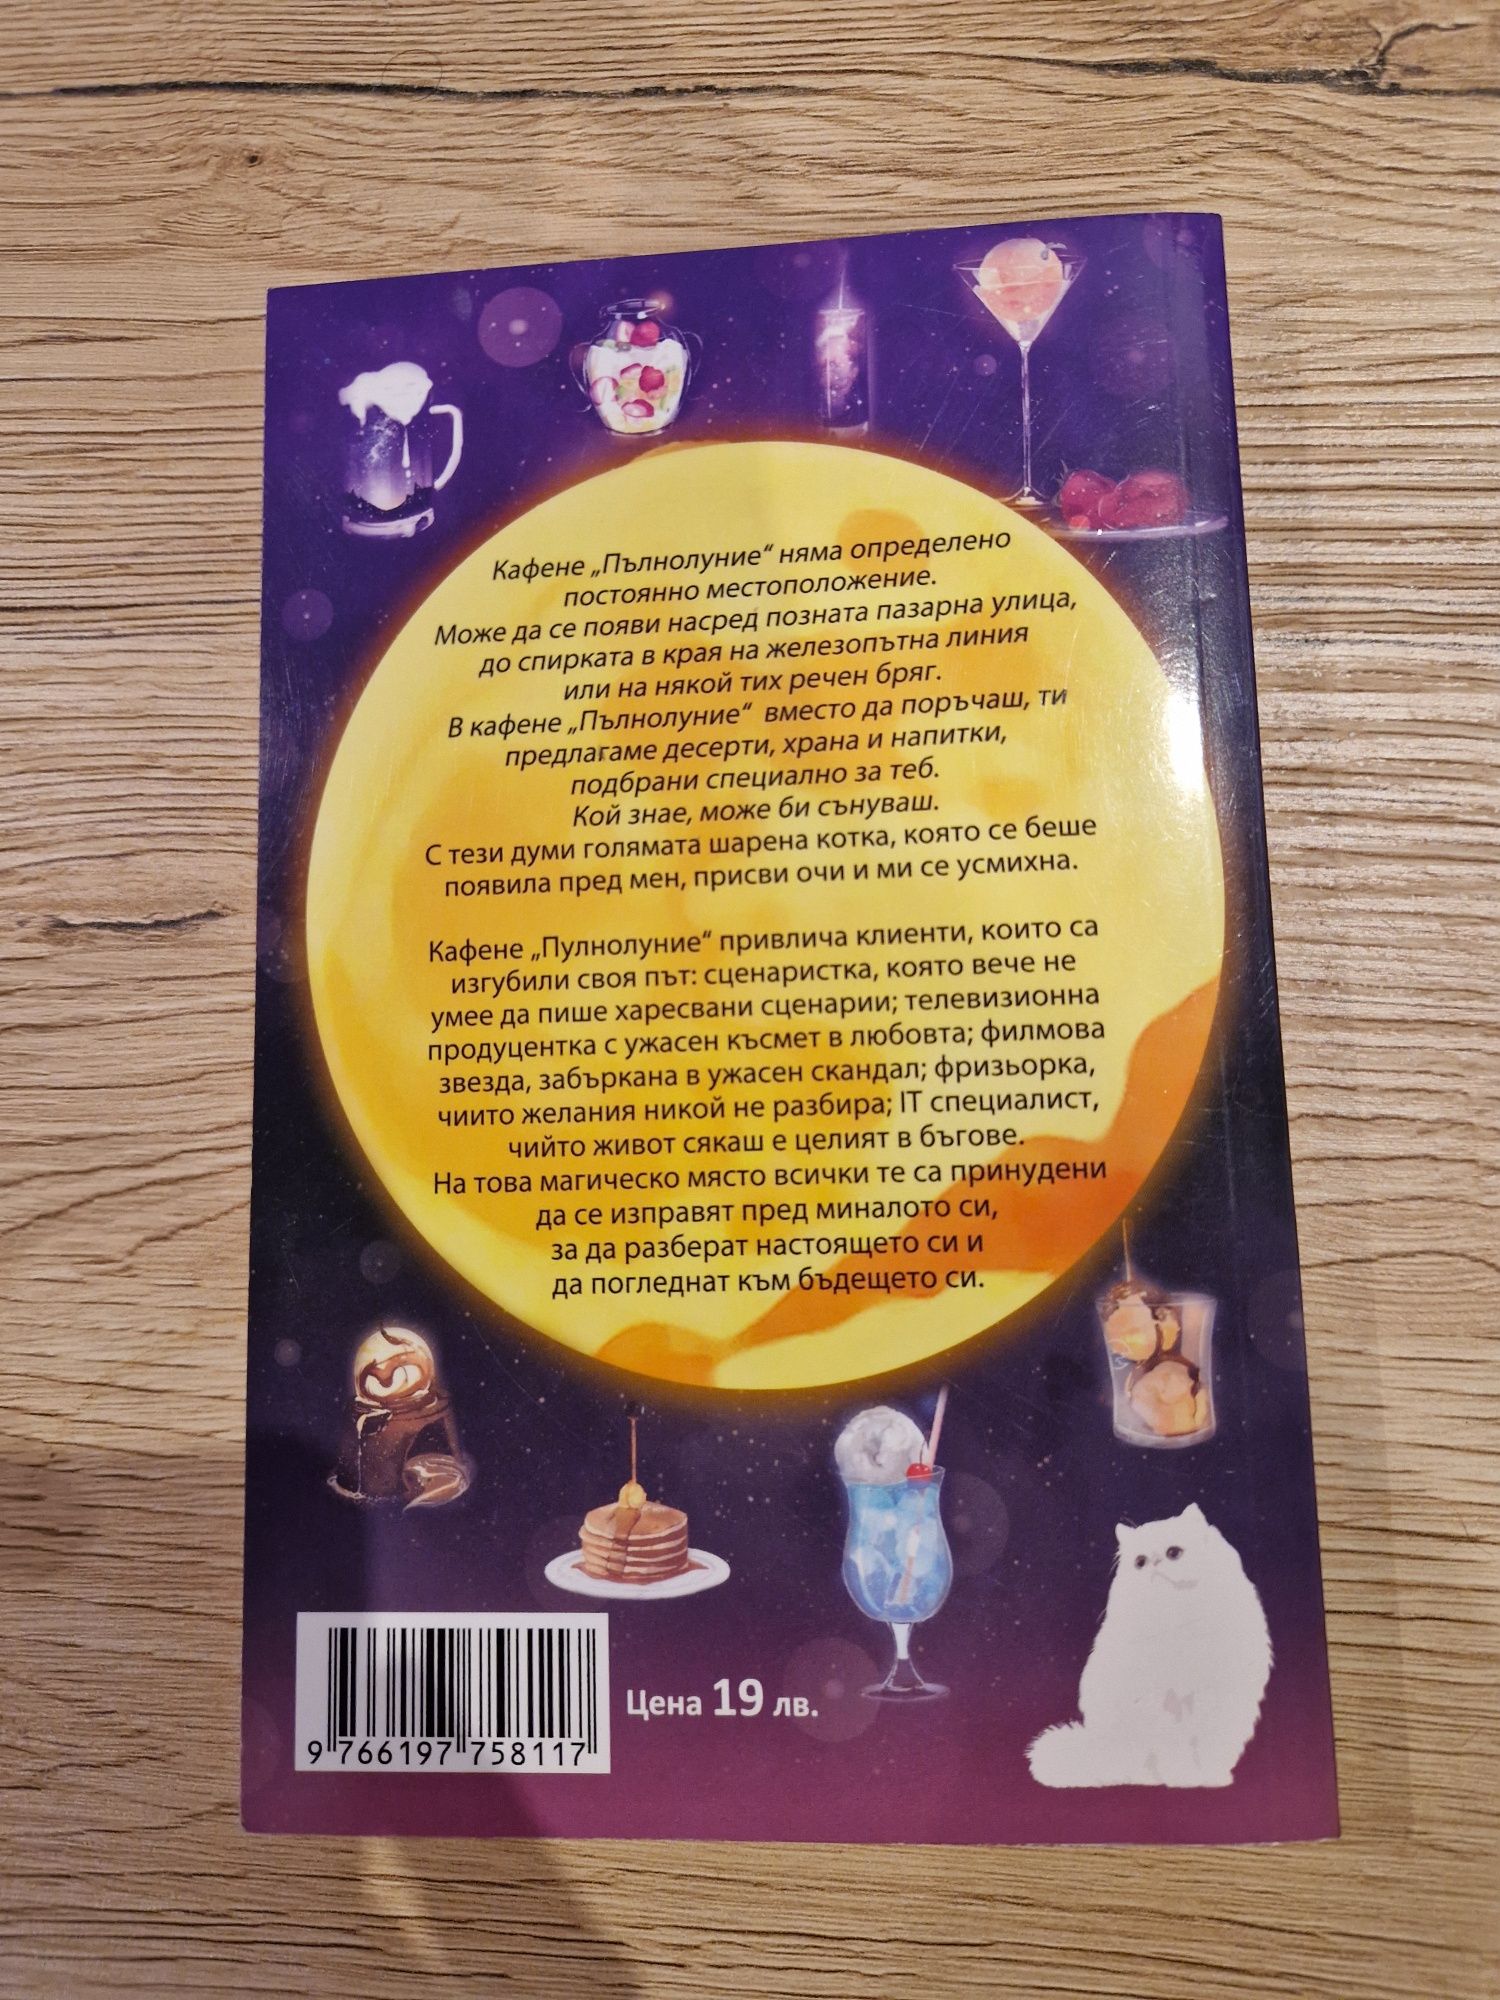 Кафене „Пълнолуние“ няма определено
постоянно местоположение.
Може да се появи насред позната пазарна улица,
до спирката в края на железопътна линия
или на някой тих речен бряг.
В кафене „Пълнолуние“ вместо да поръчаш, ти
предлагаме десерти, храна и напитки,
подбрани специално за теб.
Кой знае, може би сънуваш.
С тези думи голямата шарена котка, която се беше
появила пред мен, присви очи и ми се усмихна.
Кафене „Пулнолуние“ привлича клиенти, които са
изгубили своя път: сценаристка, която вече не
умее да пише харесвани сценарии; телевизионна
продуцентка с ужасен късмет в любовта; филмова
звезда, забъркана в ужасен скандал; фризьорка,
чиито желания никой не разбира; IT специалист,
чийто живот сякаш е целият в бъгове.
На това магическо място всички те са принудени
да се изправят пред миналото си,
за да разберат настоящето си и
да погледнат към бъдещето си.
Цена 19 лв.
9 766197 758117